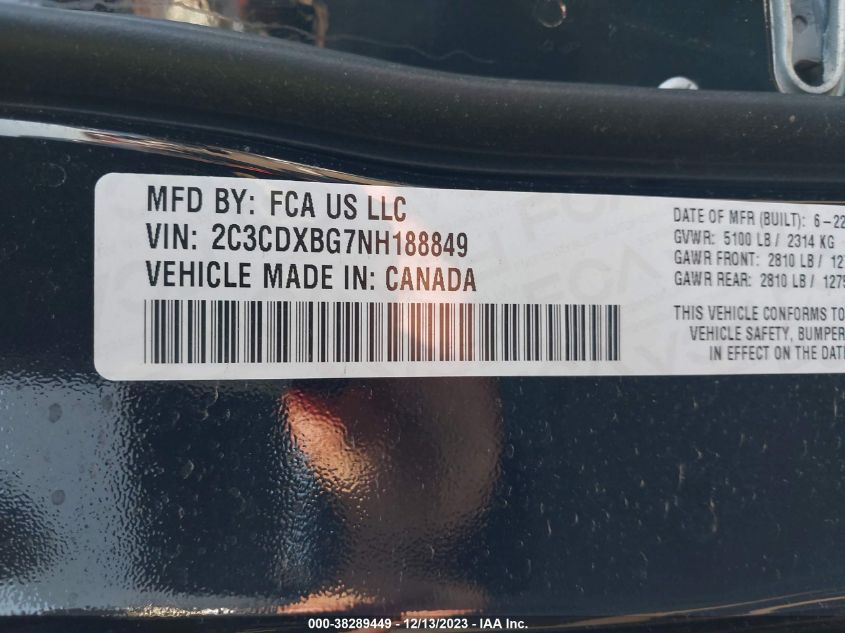 MFD BY: FCA US LLC
VIN: 2C3CDXBG7NH188849
VEHICLE MADE IN: CANADA
DATE OF MFR (BUILT): 6-22
GVWR: 5100 LB / 2314 KG
GAWR FRONT: 2810 LB /
GAWR REAR: 2810 LB / 1279
THIS VEHICLE CONFORMS TO
VEHICLE SAFETY, BUMPER
IN EFFECT ON THE DATE
000-38289449 - 12/13/2023 - IAA Inc.